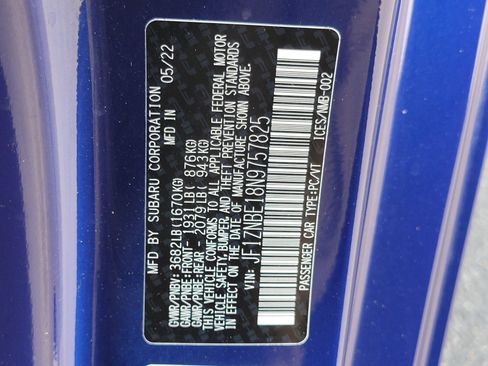 MFD BY SUBARU CORPORATION 05/22
MADE IN
GVWR/PNBV: 3682LB(1670KG)
GAWR/PNBE:FRONT- 1931LB( 876KG)
GAWR/PNBE:REAR - 2079LB( 943KG)
THIS VEHICLE CONFORMS TO ALL APPLICABLE FEDERAL MOTOR
VEHICLE SAFETY, BUMPER, AND THEFT PREVENTION STANDARDS
IN EFFECT ON THE DATE OF MANUFACTURE SHOWN ABOVE.
VIN: JF1ZNBE18N9757825
PASSENGER CAR TYPE:PC/VT ICES/NMB-002